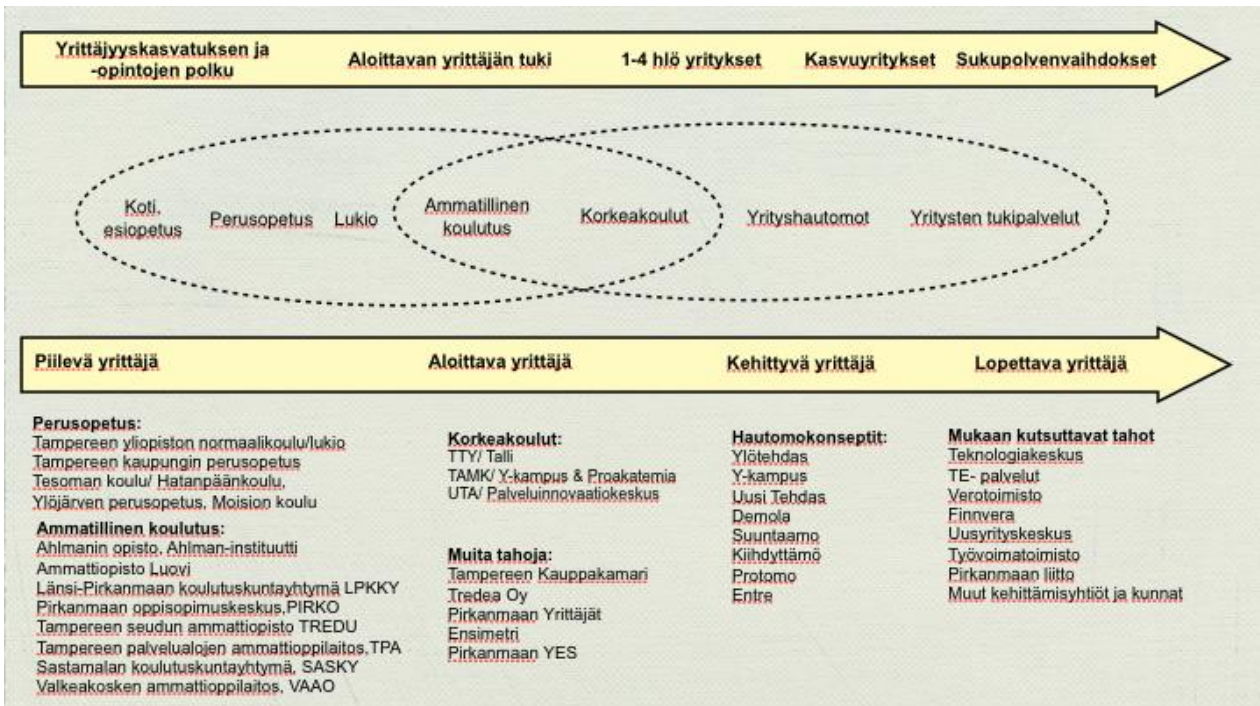 Yrittäjyyskasvatuksen ja
-opintojen polku
Aloittavan yrittäjän tuki
1-4 hlö yritykset
Kasvuyritykset
Sukupolvenvaihdokset
Koti,
esiopetus
Perusopetus
Lukio
Ammatillinen
koulutus
Korkeakoulut
Yrityshautomot
Yritysten tukipalvelut
Piilevä yrittäjä
Aloittava yrittäjä
Kehittyvä yrittäjä
Lopettava yrittäjä
Perusopetus:
Tampereen yliopiston normaalikoulu/lukio
Tampereen kaupungin perusopetus
Tesoman koulu/ Hatanpäänkoulu,
Ylöjärven perusopetus, Moision koulu
Ammatillinen koulutus:
Ahlmanin opisto, Ahlman-instituutti
Ammattiopisto Luovi
Länsi-Pirkanmaan koulutuskuntayhtymä LPKKY
Pirkanmaan oppisopimuskeskus,PIRKO
Tampereen seudun ammattiopisto TREDU
Tampereen palvelualojen ammattioppilaitos,TPA
Sastamalan koulutuskuntayhtymä, SASKY
Valkeakosken ammattioppilaitos, VAAO
Korkeakoulut:
TTY/ Talli
TAMK/ Y-kampus & Proakatemia
UTA/ Palveluinnovaatiokeskus
Muita tahoja:
Tampereen Kauppakamari
Tredea Oy
Pirkanmaan Yrittäjät
Ensimetri
Pirkanmaan YES
Hautomokonseptit:
Ylötehdas
Y-kampus
Uusi Tehdas
Demola
Suuntaamo
Kiihdyttämö
Protomo
Entre
Mukaan kutsuttavat tahot
Teknologiakeskus
TE- palvelut
Verotoimisto
Finnvera
Uusyrityskeskus
Työvoimatoimisto
Pirkanmaan liitto
Muut kehittämisyhtiöt ja kunnat